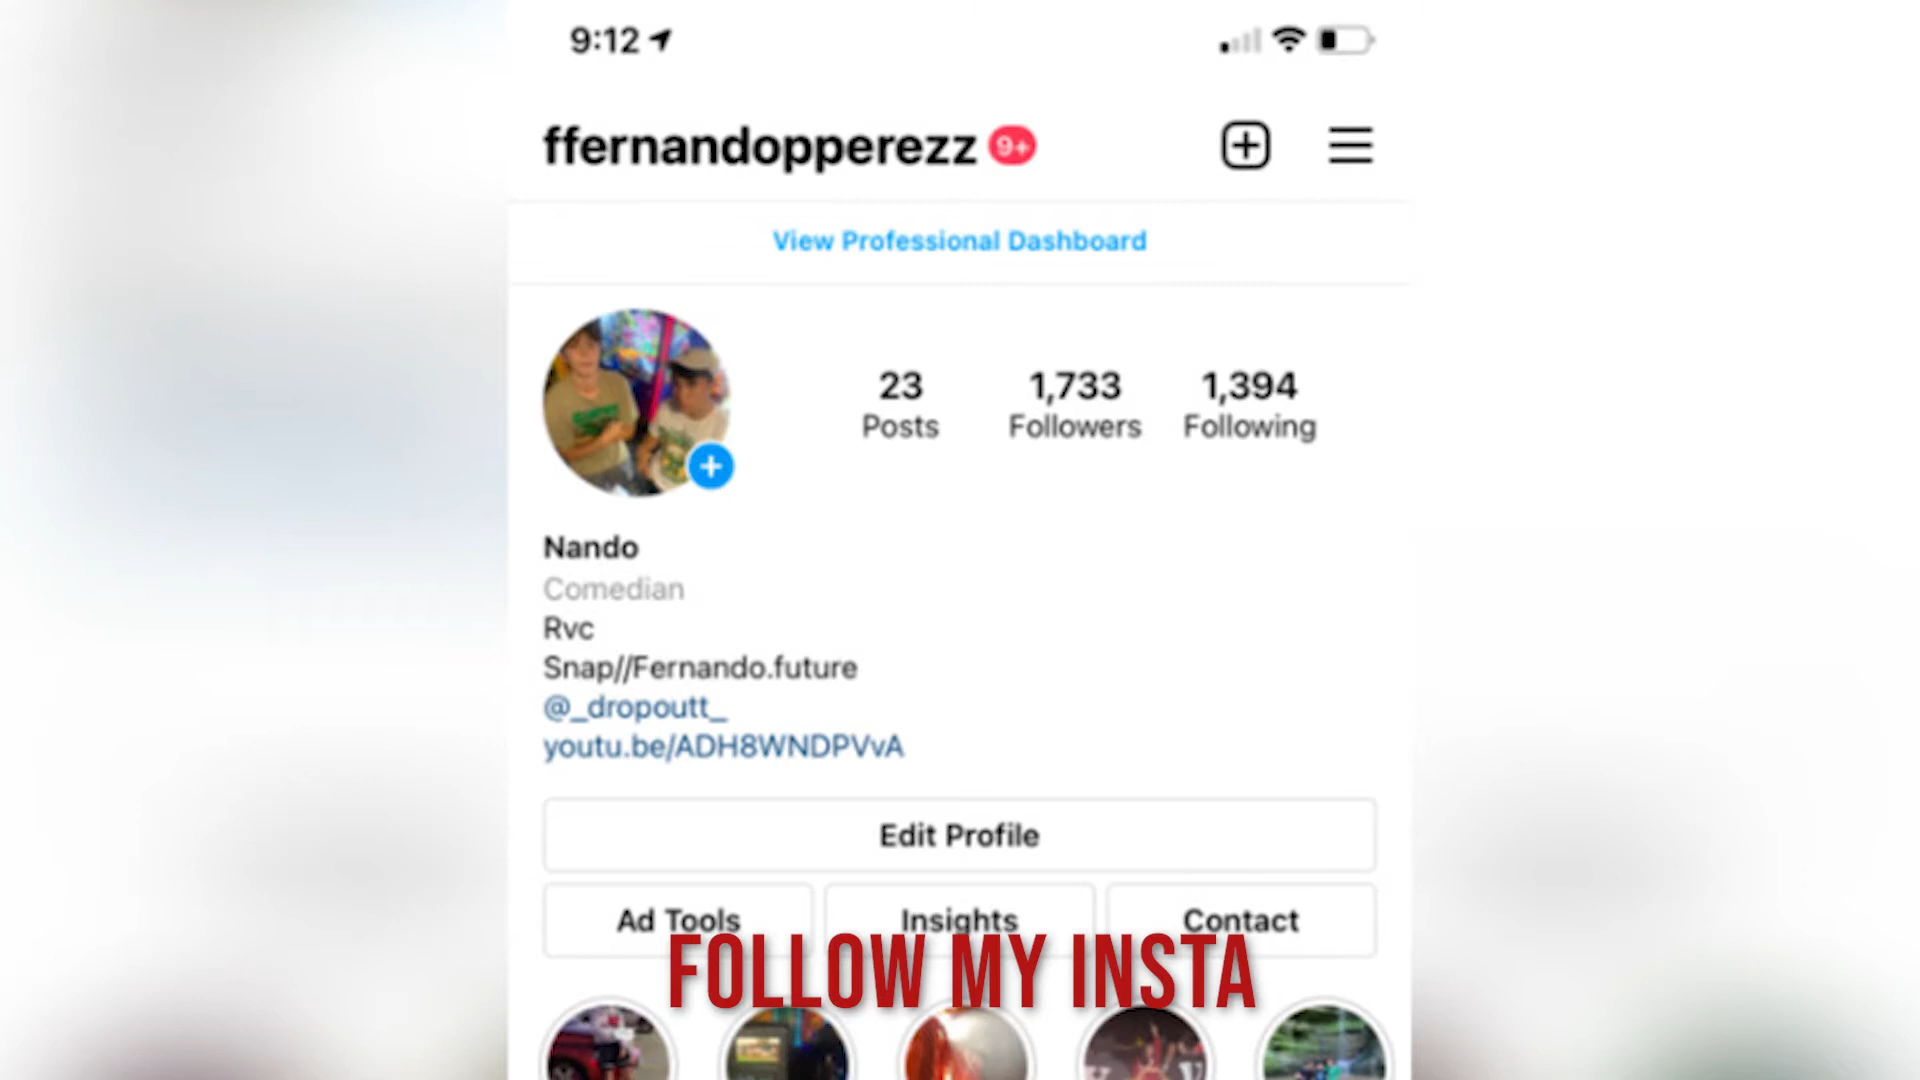 9:12
ffernandopperezz 9+
View Professional Dashboard
23 1,733 1,394
Posts Followers Following
Nando
Comedian
Rvc
Snap//Fernando.future
@_dropoutt_
youtu.be/ADH8WNDPVvA
Edit Profile
Ad Tools Insights Contact
FOLLOW MY INSTA